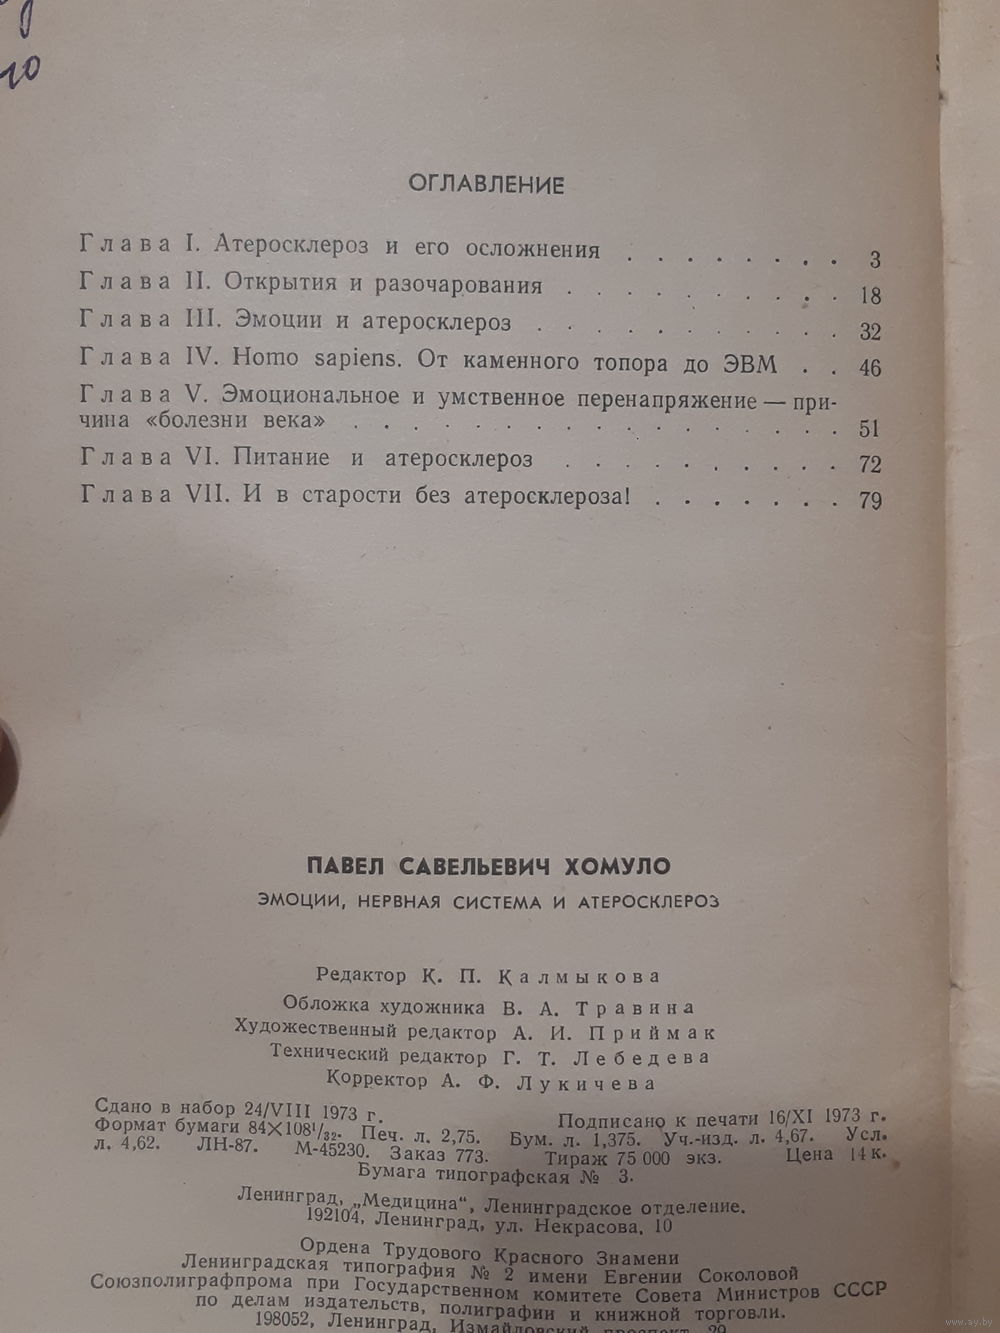 ОГЛАВЛЕНИЕ
Глава I. Атеросклероз и его осложнения . . . . . . . . 3
Глава II. Открытия и разочарования . . . . . . . . . . 18
Глава III. Эмоции и атеросклероз . . . . . . . . . . . 32
Глава IV. Homo sapiens. От каменного топора до ЭВМ . . 46
Глава V. Эмоциональное и умственное перенапряжение — при-
чина «болезни века» . . . . . . . . . . . . . . . . . 51
Глава VI. Питание и атеросклероз . . . . . . . . . . 72
Глава VII. И в старости без атеросклероза! . . . . . . . 79
ПАВЕЛ САВЕЛЬЕВИЧ ХОМУЛО
ЭМОЦИИ, НЕРВНАЯ СИСТЕМА И АТЕРОСКЛЕРОЗ
Редактор К. П. Калмыкова
Обложка художника В. А. Травина
Художественный редактор А. И. Приймак
Технический редактор Г. Т. Лебедева
Корректор А. Ф. Лукичева
Сдано в набор 24/VIII 1973 г. Подписано к печати 16/XI 1973 г.
Формат бумаги 84×108¹/₃₂. Печ. л. 2,75. Бум. л. 1,375. Уч.-изд. л. 4,67. Усл.
л. 4,62. ЛН-87. М-45230. Заказ 773. Тираж 75 000 экз. Цена 14 к.
Бумага типографская № 3.
Ленинград, „Медицина“, Ленинградское отделение.
192104, Ленинград, ул. Некрасова, 10
Ордена Трудового Красного Знамени
Ленинградская типография № 2 имени Евгении Соколовой
Союзполиграфпрома при Государственном комитете Совета Министров СССР
по делам издательств, полиграфии и книжной торговли.
198052, Ленинград, Измайловский проспект, 29
www.ay.by